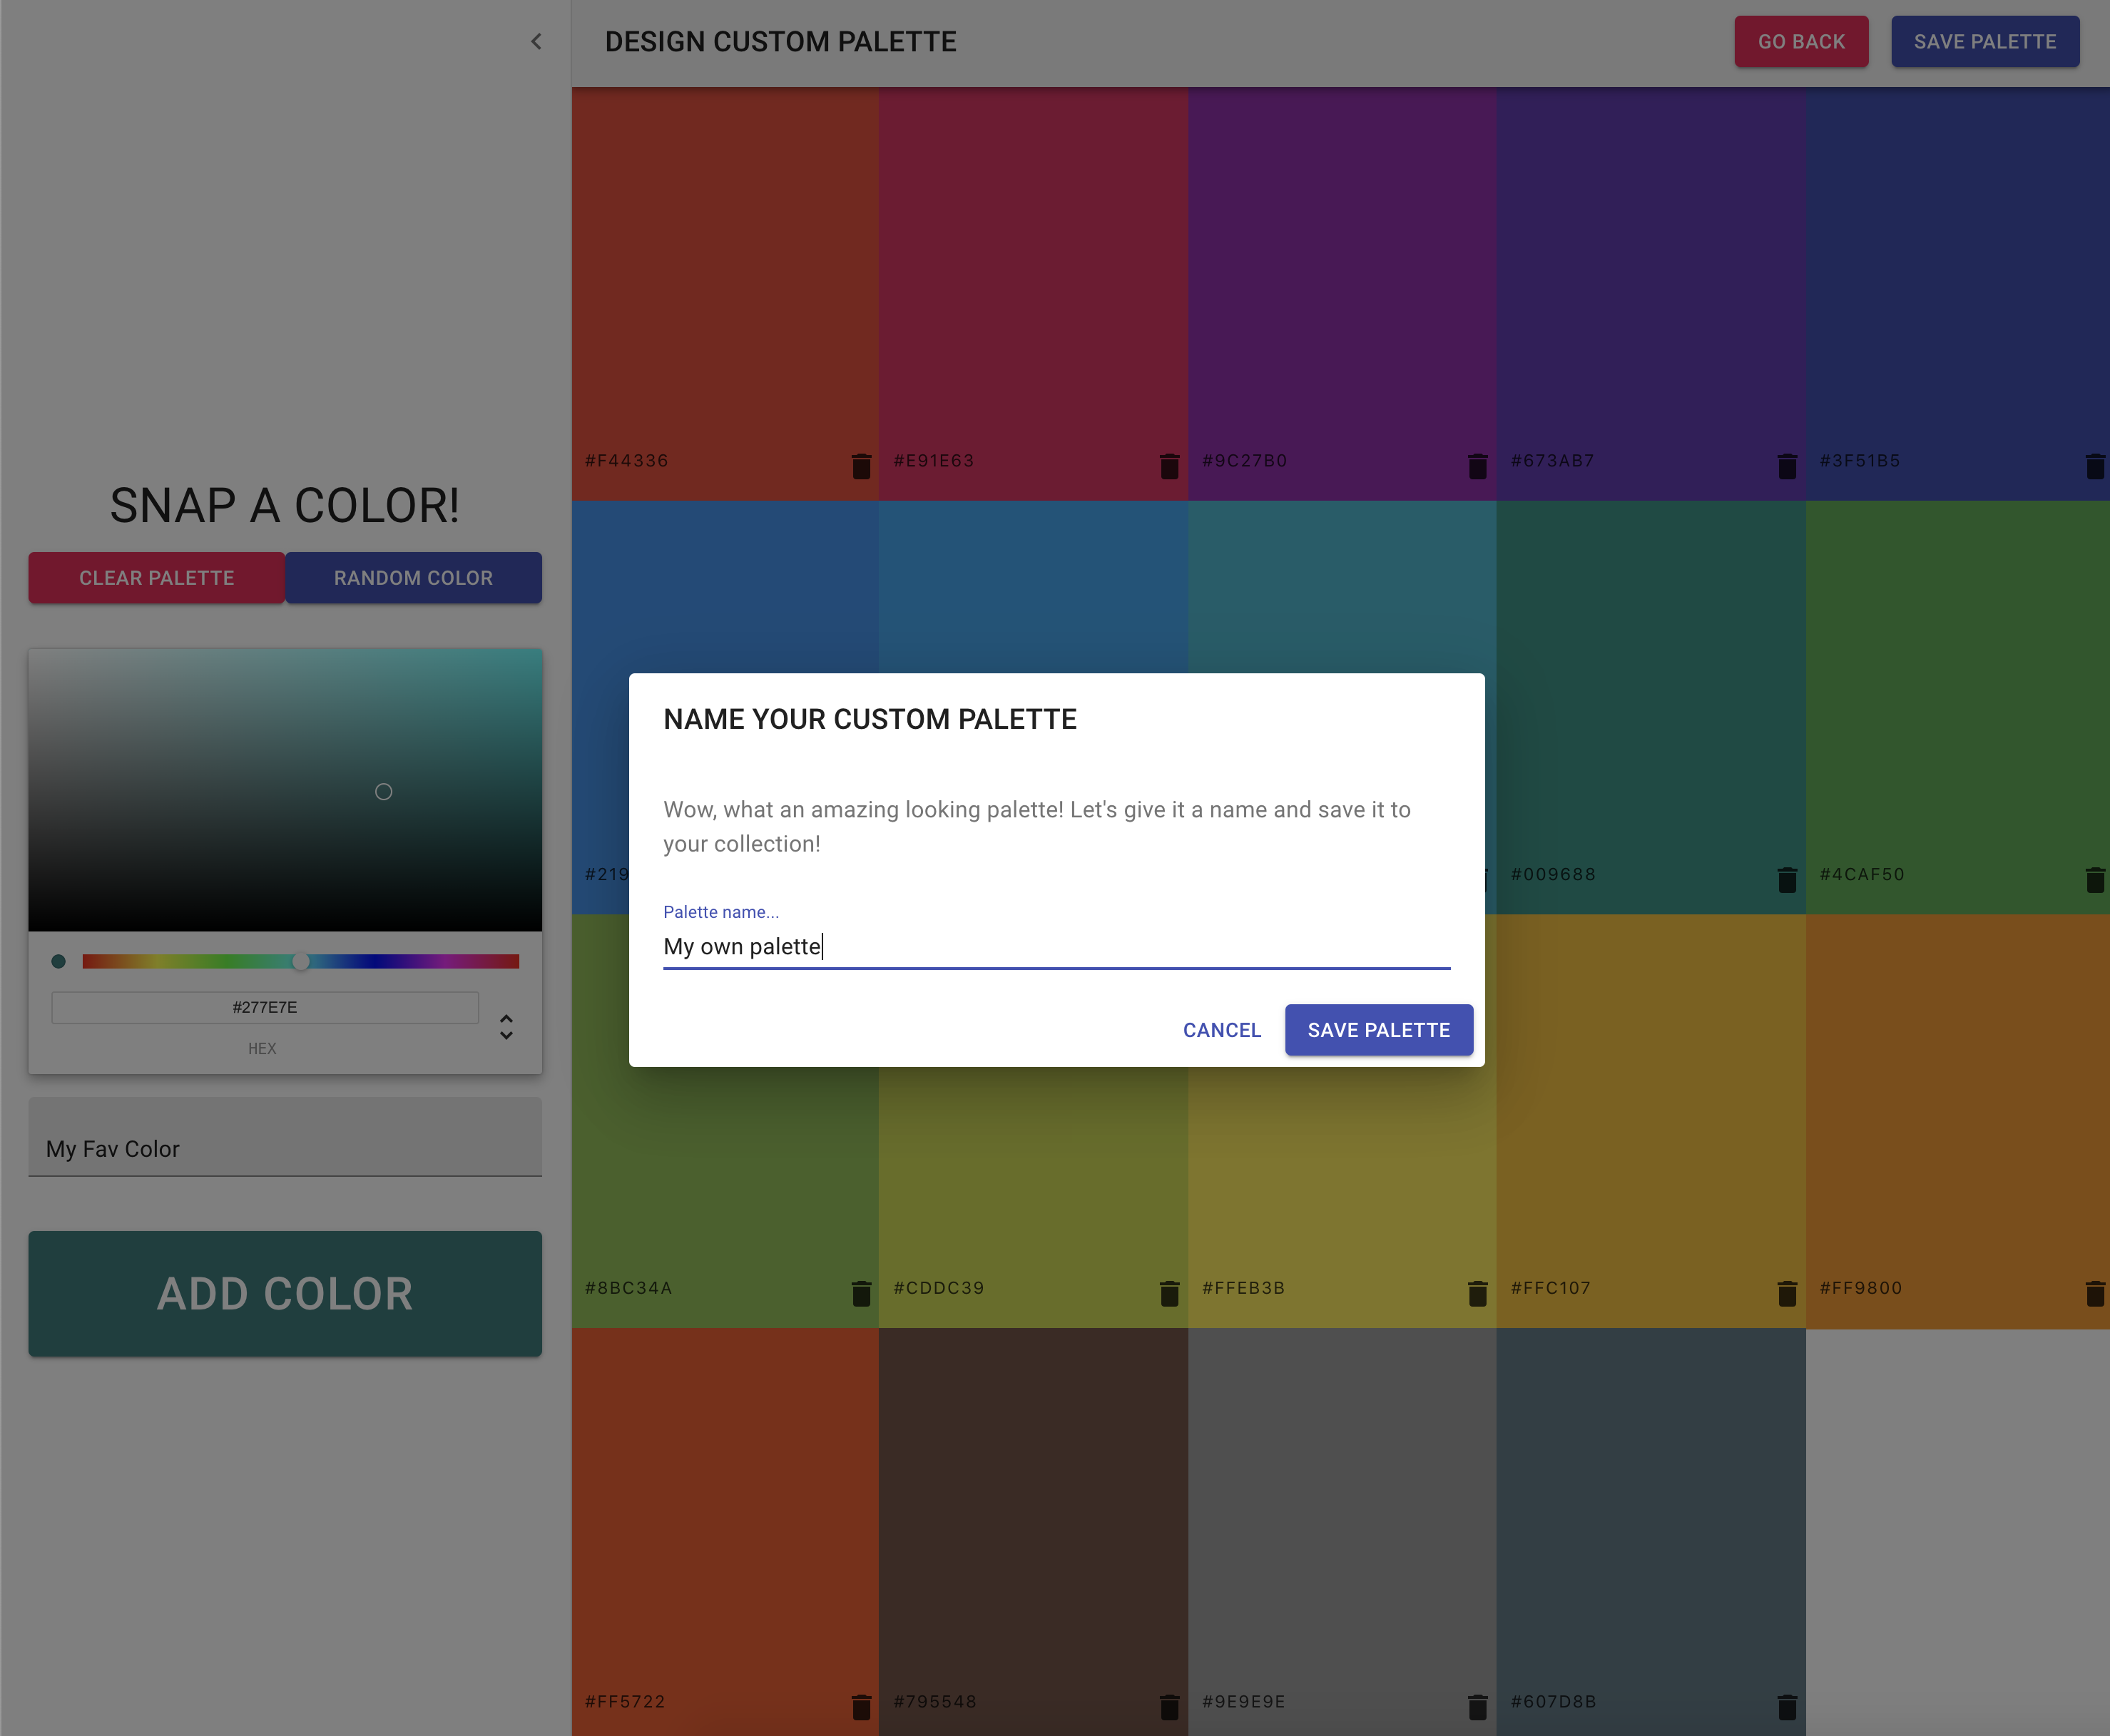 DESIGN CUSTOM PALETTE
GO BACK
SAVE PALETTE
SNAP A COLOR!
CLEAR PALETTE
RANDOM COLOR
#277E7E
HEX
My Fav Color
ADD COLOR
#F44336
#E91E63
#9C27B0
#673AB7
#3F51B5
#219
#009688
#4CAF50
NAME YOUR CUSTOM PALETTE
Wow, what an amazing looking palette! Let's give it a name and save it to
your collection!
Palette name...
My own palette
CANCEL
SAVE PALETTE
#8BC34A
#CDDC39
#FFEB3B
#FFC107
#FF9800
#FF5722
#795548
#9E9E9E
#607D8B